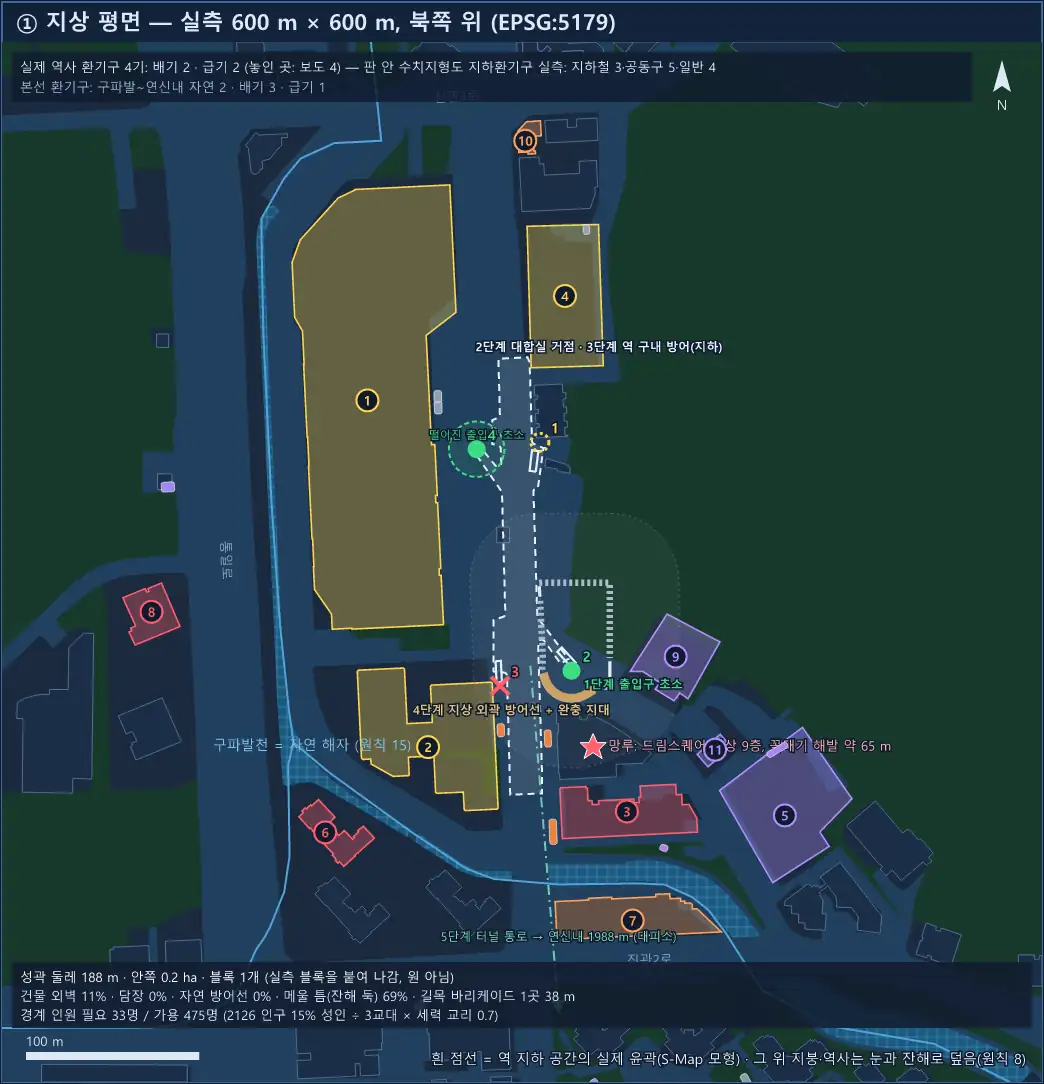 ① 지상 평면 — 실측 600 m × 600 m, 북쪽 위 (EPSG:5179)
실제 역사 환기구 4기: 배기 2 · 급기 2 (놓인 곳: 보도 4) — 판 안 수치지형도 지하환기구 실측: 지하철 3·공동구 5·일반 4
본선 환기구: 구파발~연신내 자연 2 · 배기 3 · 급기 1
N
10
4
2단계 대합실 거점 · 3단계 역 구내 방어(지하)
1
떨어진 출입구 초소
4
1
통일로
8
9
2
3
1단계 출입구 초소
4단계 지상 외곽 방어선 + 완충 지대
구파발천 = 자연 해자 (원칙 15)
2
망루: 드림스퀘어 지상 9층, 꼭대기 해발 약 65 m
11
5
3
6
7
5단계 터널 통로 → 연신내 1988 m (대피소)
진관2로
성곽 둘레 188 m · 안쪽 0.2 ha · 블록 1개 (실측 블록을 붙여 나감, 원 아님)
건물 외벽 11% · 담장 0% · 자연 방어선 0% · 메울 틈(잔해 둑) 69% · 길목 바리케이드 1곳 38 m
경계 인원 필요 33명 / 가용 475명 (2126 인구 15% 성인 ÷ 3교대 × 세력 교리 0.7)
100 m
흰 점선 = 역 지하 공간의 실제 윤곽(S-Map 모형) · 그 위 지붕·역사는 눈과 잔해로 덮음(원칙 8)